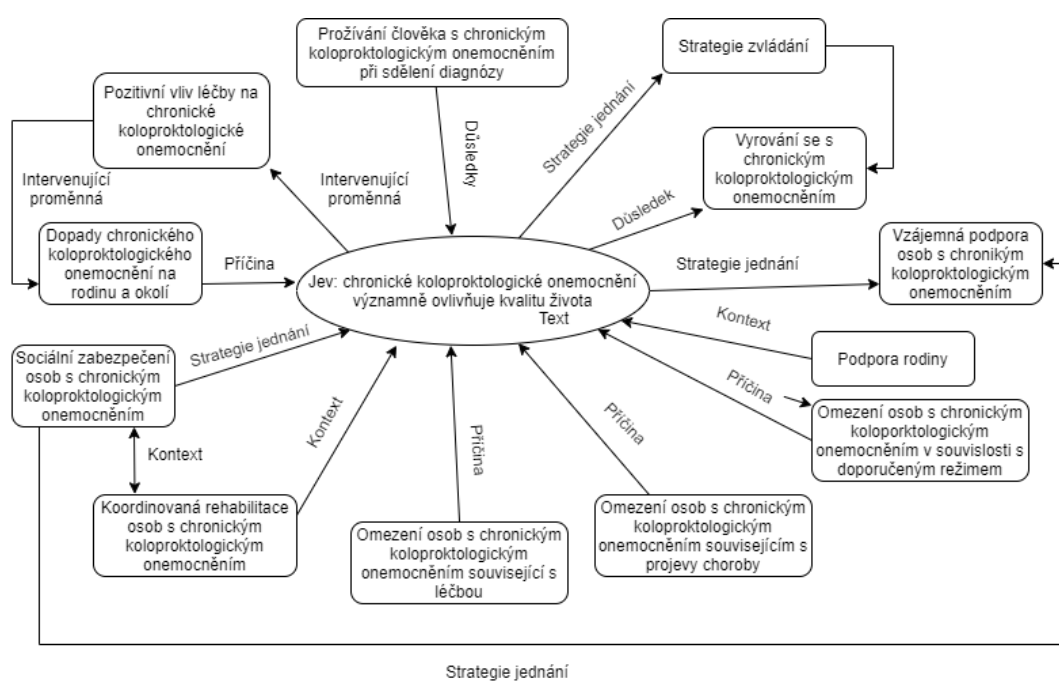 Prožívání člověka s chronickým
koloproktologickým onemocněním
při sdělení diagnózy
Strategie zvládání
Pozitivní vliv léčby na
chronické
koloproktologické
onemocnění
Strategie jednání
Důsledky
Vyrování se s
chronickým
koloproktologickým
onemocněním
Intervenující
proměnná
Intervenující
proměnná
Důsledek
Dopady chronického
koloproktologického
onemocnění na
rodinu a okolí
Příčina
Jev: chronické koloproktologické onemocnění
významně ovlivňuje kvalitu života
Text
Strategie jednání
Vzájemná podpora
osob s chronikým
koloproktologickým
onemocněním
Kontext
Podpora rodiny
Strategie jednání
Sociální zabezpečení
osob s chronickým
koloproktologickým
onemocněním
Příčina
Omezení osob s chronickým
koloporktologickým
onemocněním v souvislosti s
doporučeným režimem
Kontext
Kontext
Příčina
Příčina
Koordinovaná rehabilitace
osob s chronickým
koloproktologickým
onemocněním
Omezení osob s chronickým
koloproktologickým
onemocněním související s
léčbou
Omezení osob s chronickým
koloproktologickým
onemocněním souvisejícím s
projevy choroby
Strategie jednání